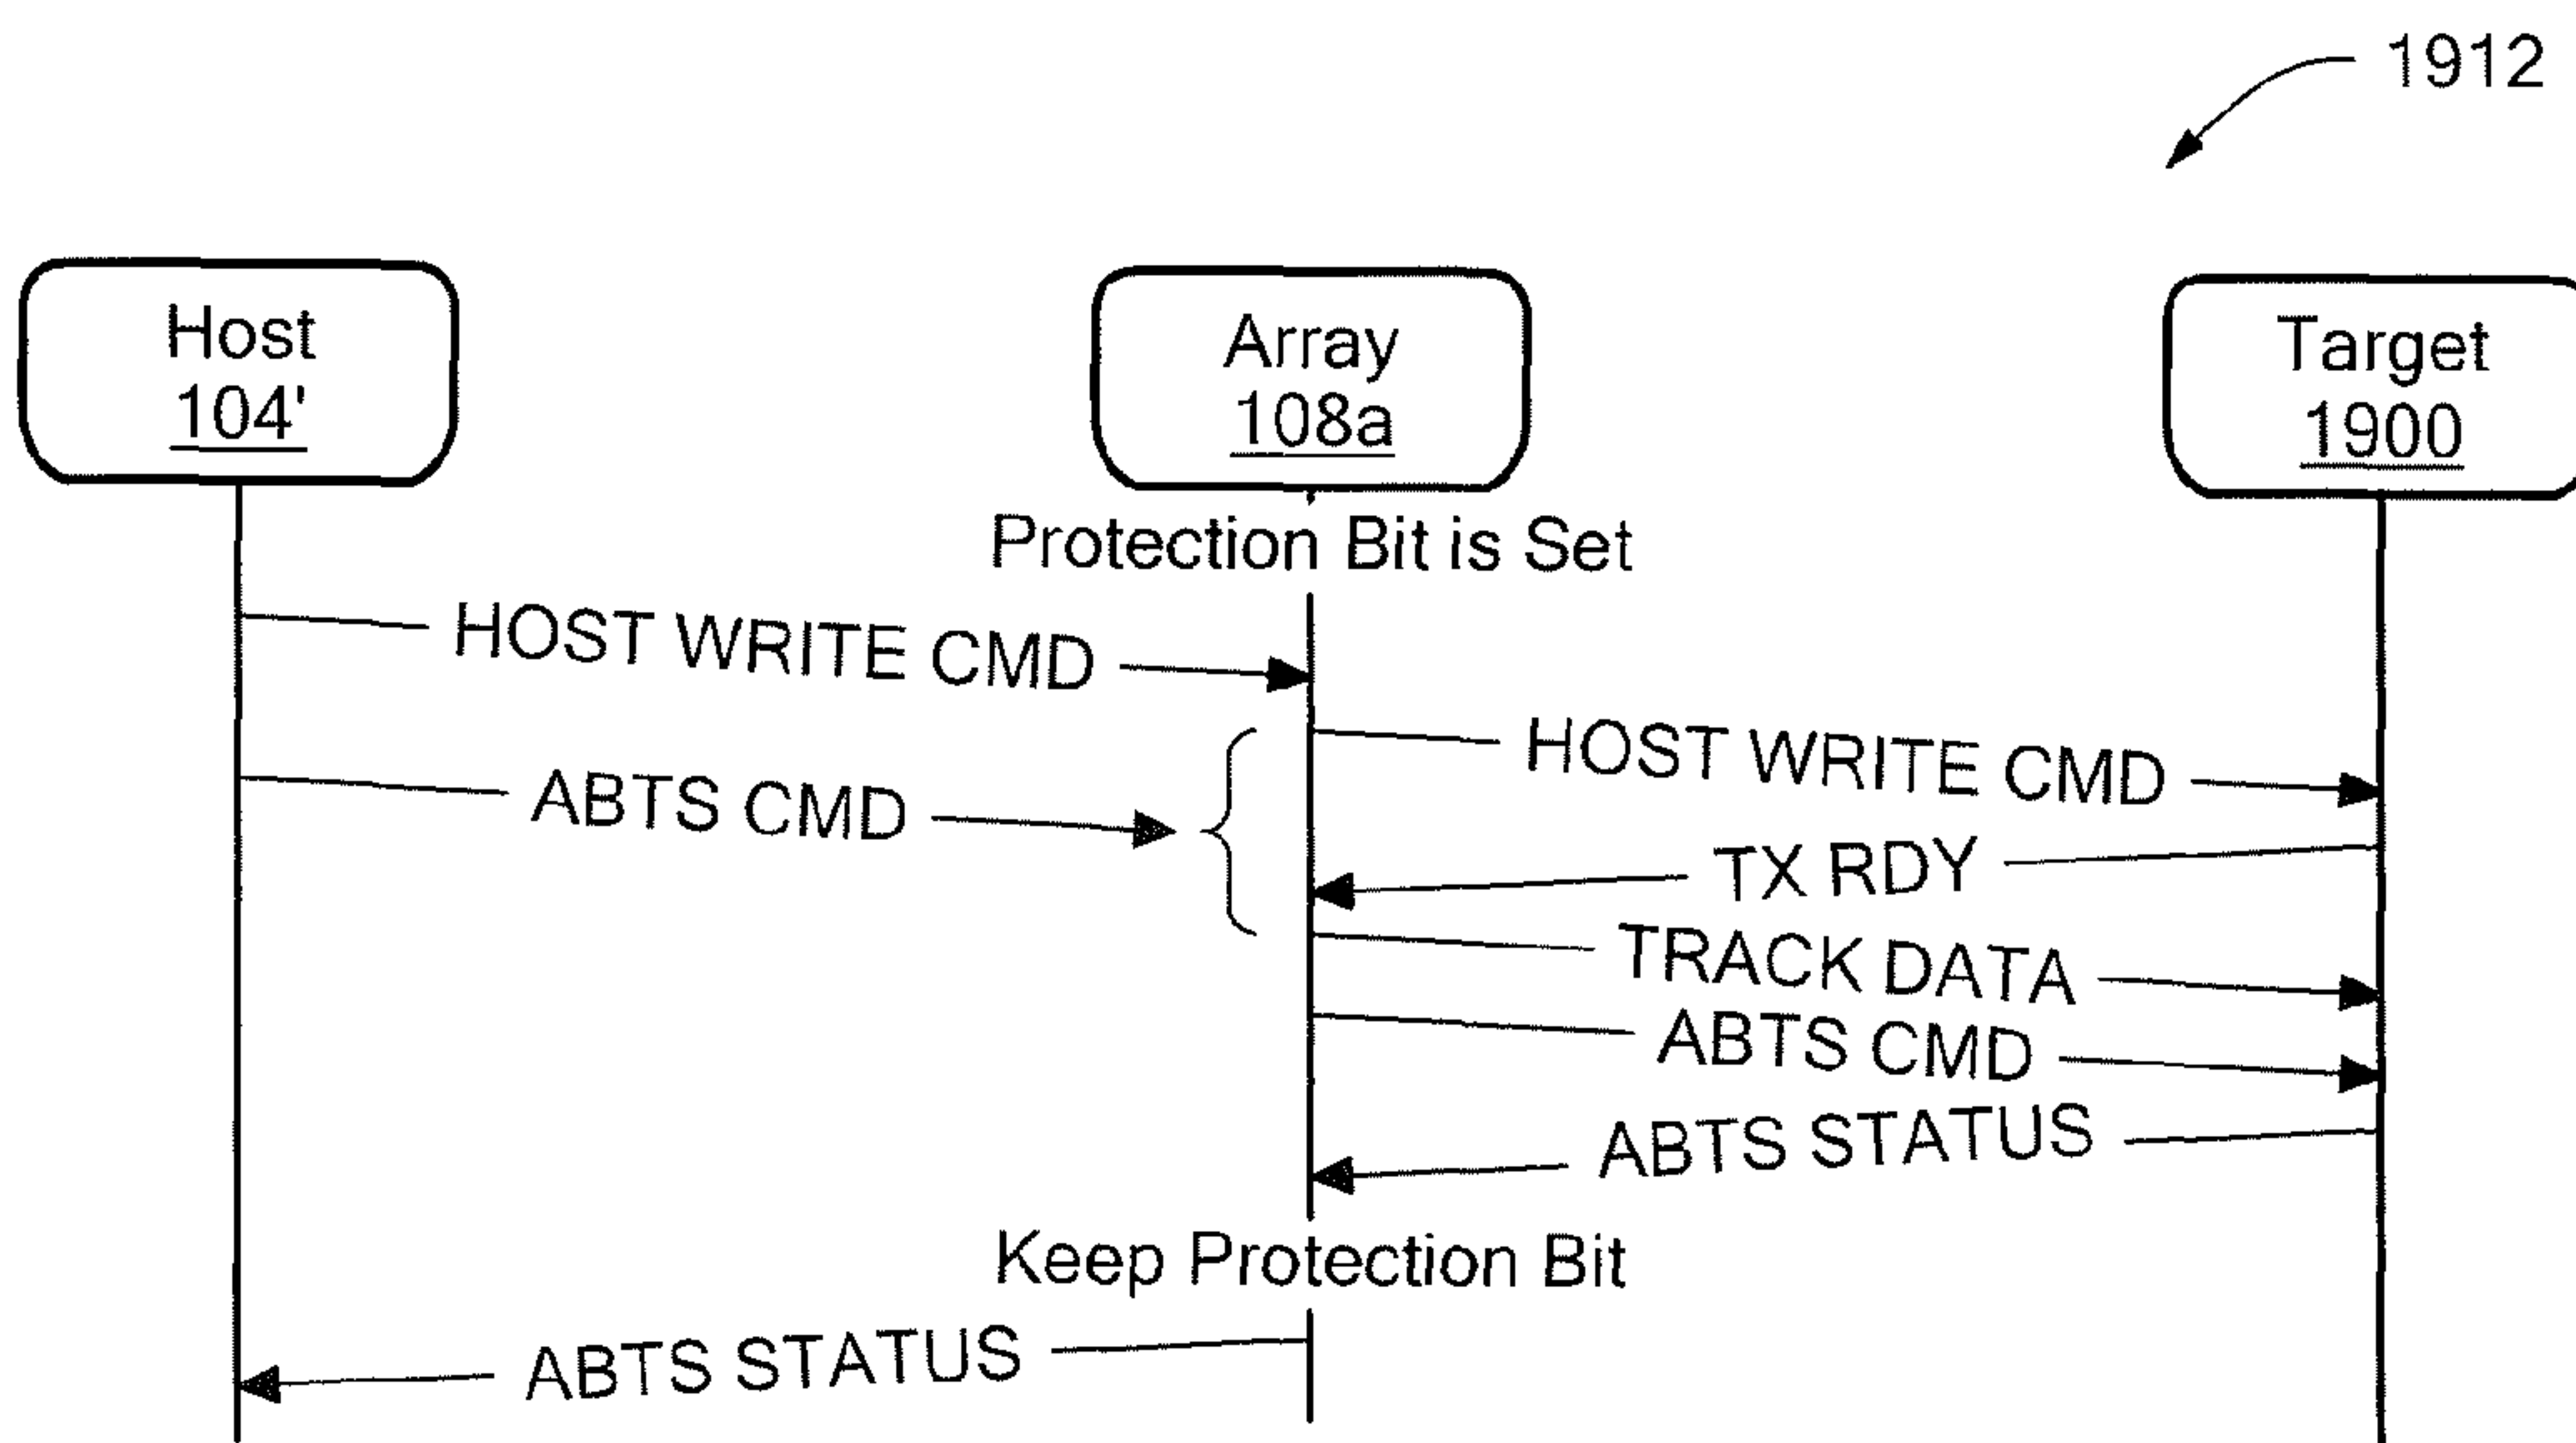 1912
Host
104'
Array
108a
Target
1900
Protection Bit is Set
HOST WRITE CMD
HOST WRITE CMD
ABTS CMD
TX RDY
TRACK DATA
ABTS CMD
ABTS STATUS
Keep Protection Bit
ABTS STATUS